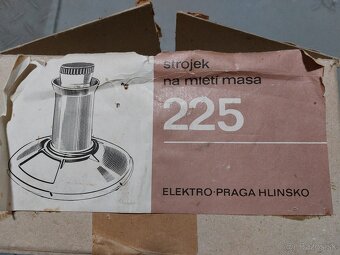 strojek
na mletí masa
225
ELEKTRO·PRAGA HLINSKO